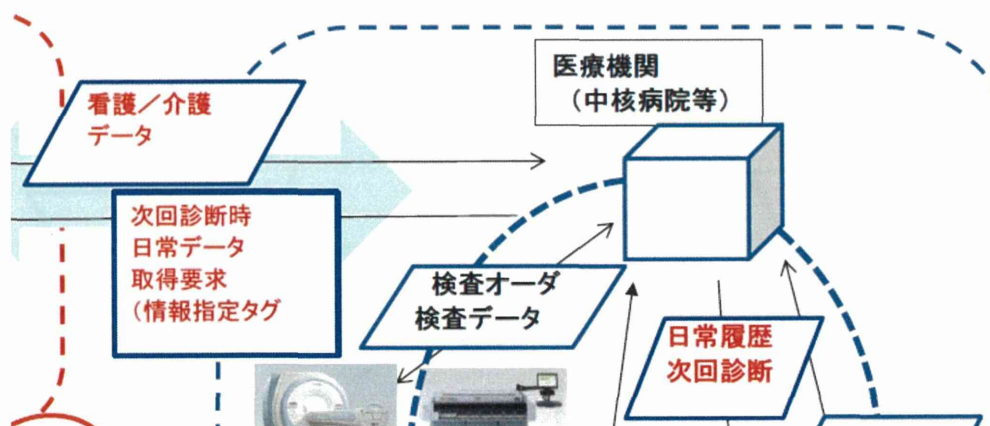 医療機関
（中核病院等）
看護／介護
データ
次回診断時
日常データ
取得要求
（情報指定タグ
検査オーダ
検査データ
日常履歴
次回診断